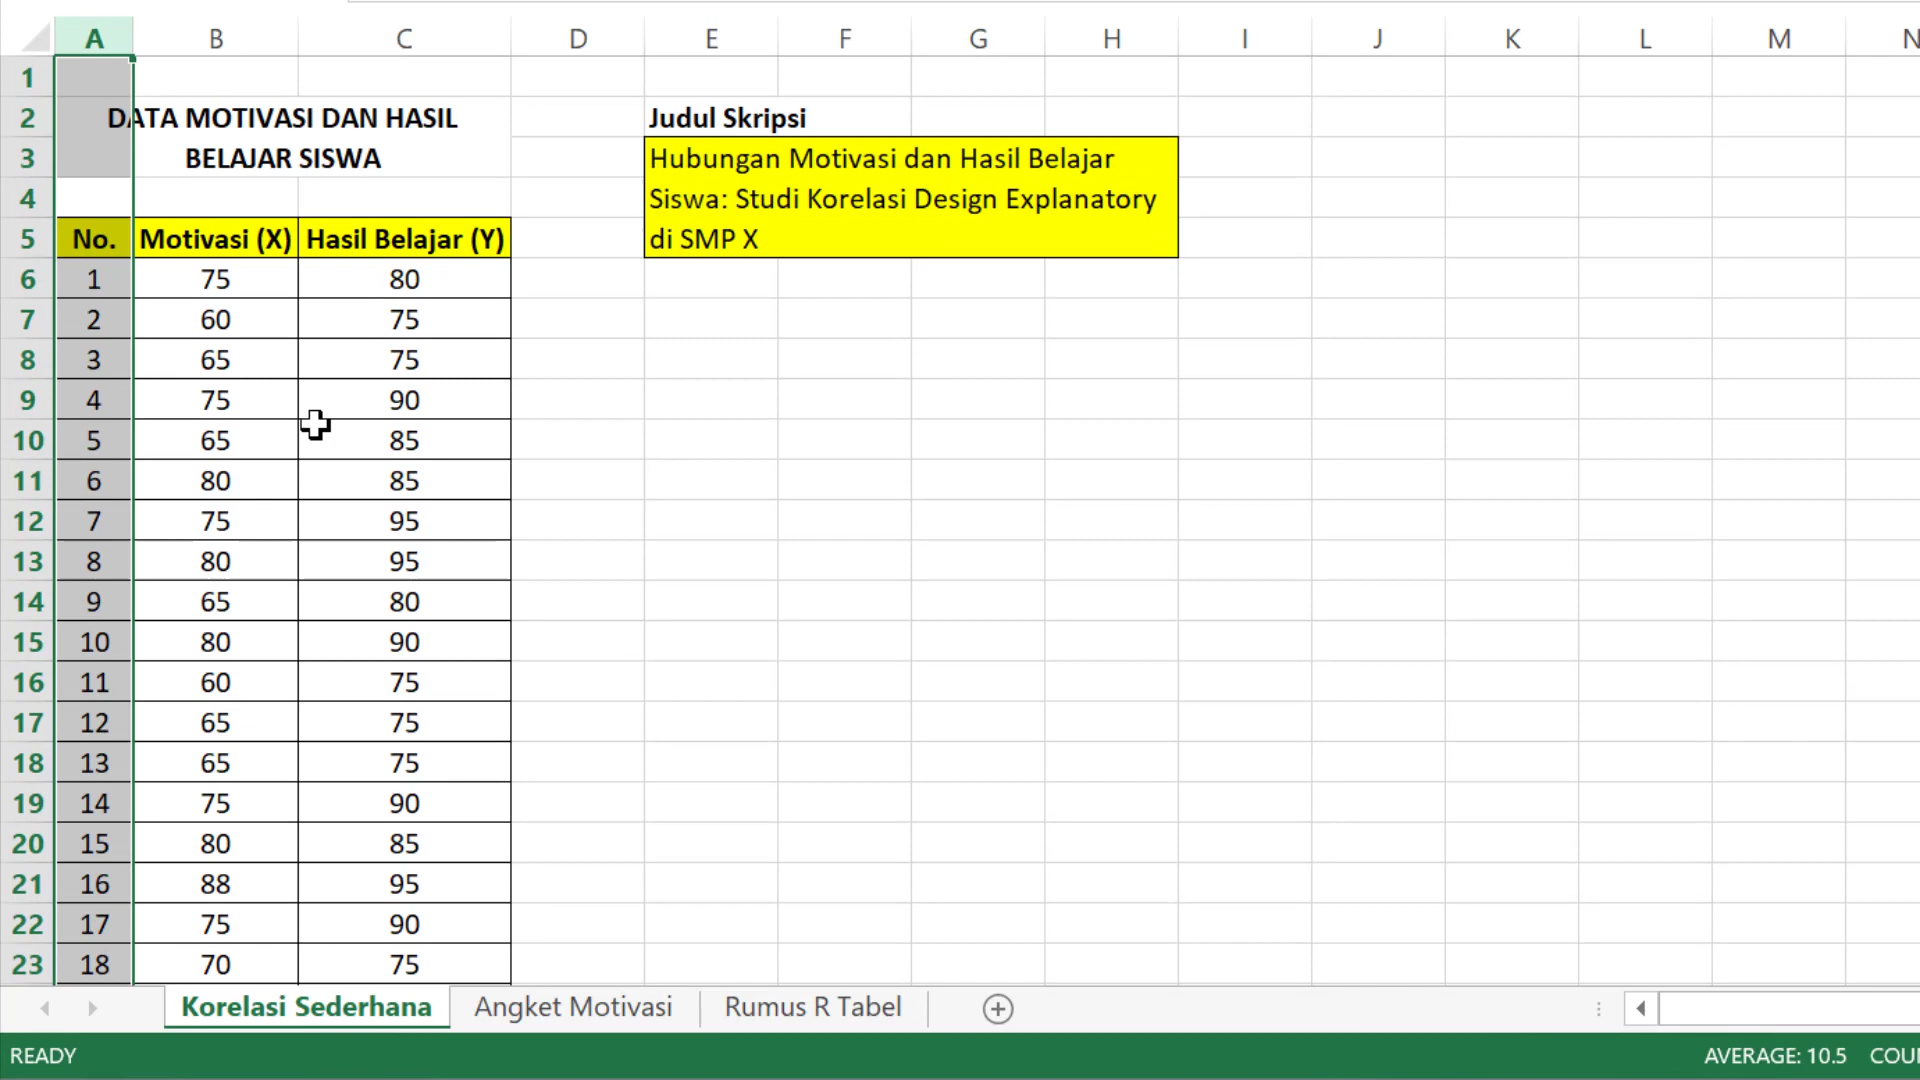 A B C D E F G H I J K L M N
1
2 DATA MOTIVASI DAN HASIL Judul Skripsi
3 BELAJAR SISWA Hubungan Motivasi dan Hasil Belajar
4 Siswa: Studi Korelasi Design Explanatory
5 No. Motivasi (X) Hasil Belajar (Y) di SMP X
6 1 75 80
7 2 60 75
8 3 65 75
9 4 75 90
10 5 65 85
11 6 80 85
12 7 75 95
13 8 80 95
14 9 65 80
15 10 80 90
16 11 60 75
17 12 65 75
18 13 65 75
19 14 75 90
20 15 80 85
21 16 88 95
22 17 75 90
23 18 70 75
Korelasi Sederhana Angket Motivasi Rumus R Tabel
READY AVERAGE: 10.5